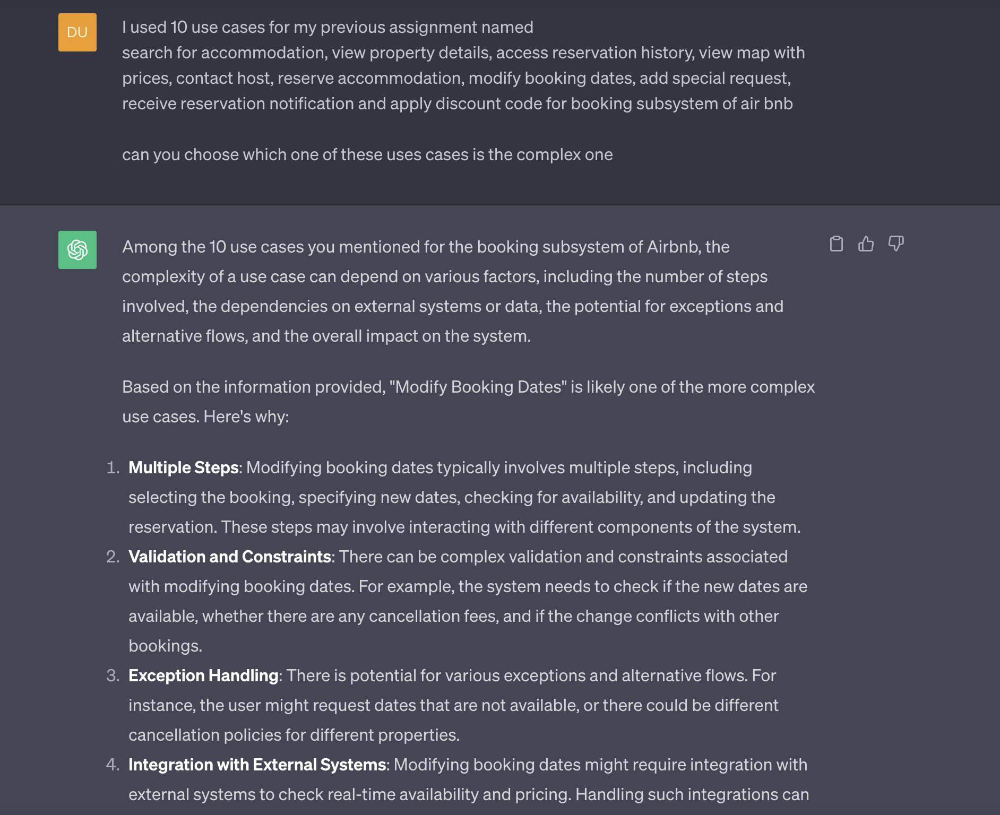 DU
I used 10 use cases for my previous assignment named
search for accommodation, view property details, access reservation history, view map with
prices, contact host, reserve accommodation, modify booking dates, add special request,
receive reservation notification and apply discount code for booking subsystem of air bnb
can you choose which one of these uses cases is the complex one
Among the 10 use cases you mentioned for the booking subsystem of Airbnb, the
complexity of a use case can depend on various factors, including the number of steps
involved, the dependencies on external systems or data, the potential for exceptions and
alternative flows, and the overall impact on the system.
Based on the information provided, "Modify Booking Dates" is likely one of the more complex
use cases. Here's why:
1. Multiple Steps: Modifying booking dates typically involves multiple steps, including
selecting the booking, specifying new dates, checking for availability, and updating the
reservation. These steps may involve interacting with different components of the system.
2. Validation and Constraints: There can be complex validation and constraints associated
with modifying booking dates. For example, the system needs to check if the new dates are
available, whether there are any cancellation fees, and if the change conflicts with other
bookings.
3. Exception Handling: There is potential for various exceptions and alternative flows. For
instance, the user might request dates that are not available, or there could be different
cancellation policies for different properties.
4. Integration with External Systems: Modifying booking dates might require integration with
external systems to check real-time availability and pricing. Handling such integrations can